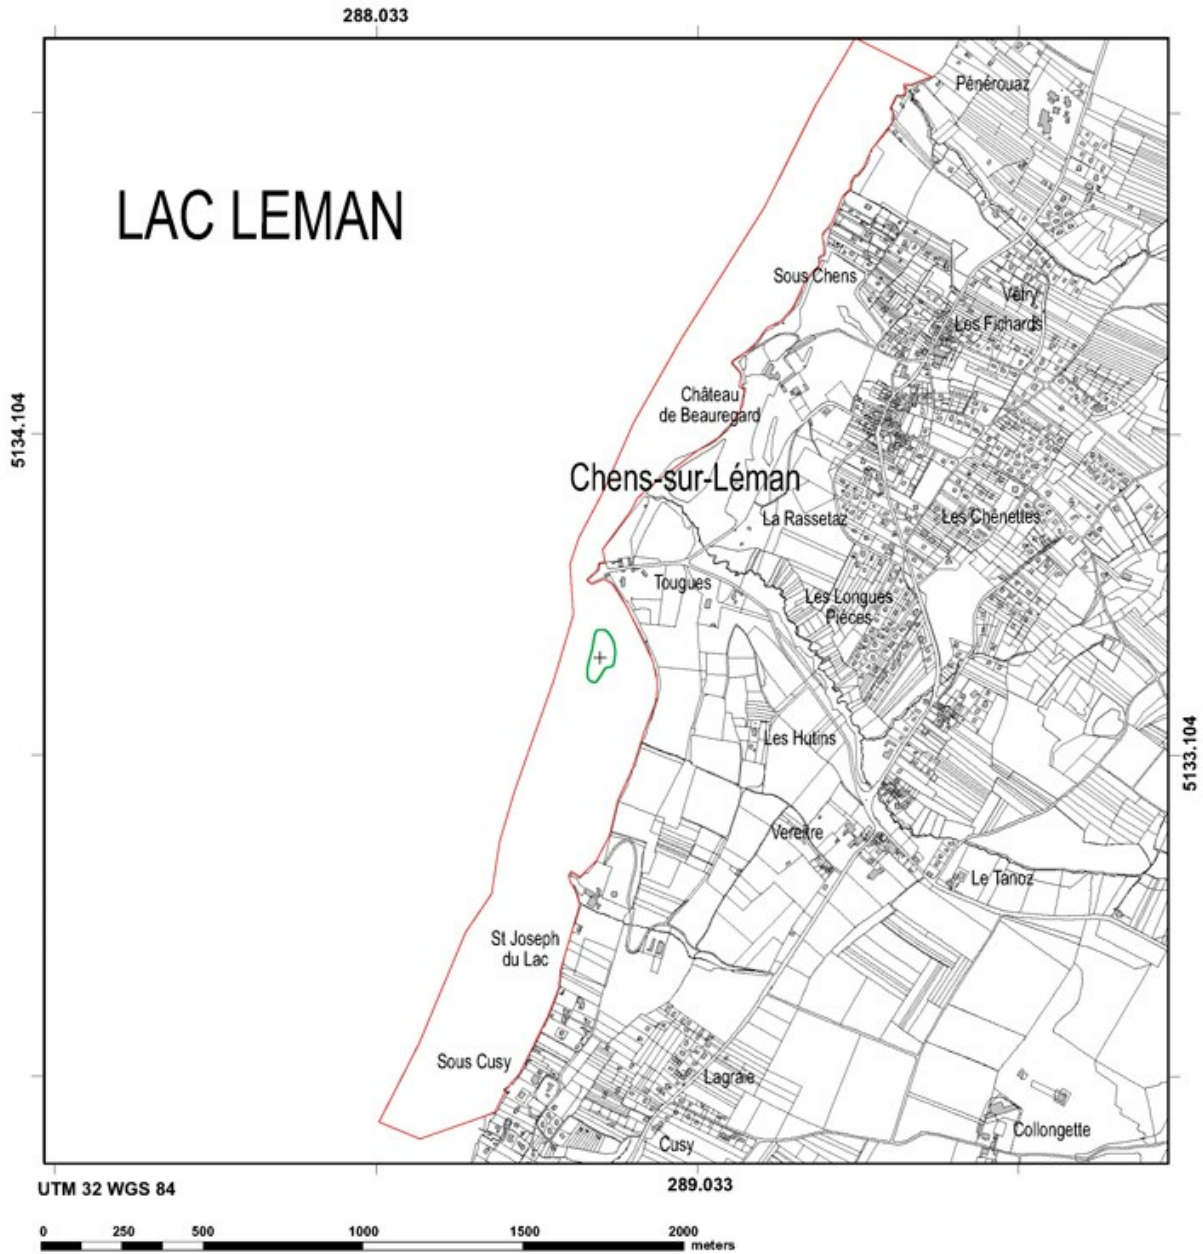 288.033
Pénérouaz
LAC LEMAN
Sous Chens
Vétry
Les Fichards
Château
de Beauregard
5134.104
Chens-sur-Léman
La Rassetaz
Les Chênettes
Tougues
Les Longues
Pièces
Les Hutins
5133.104
Vereître
Le Tanoz
St Joseph
du Lac
Sous Cusy
Lagraie
Collongette
Cusy
UTM 32 WGS 84
289.033
0 250 500 1000 1500 2000
meters